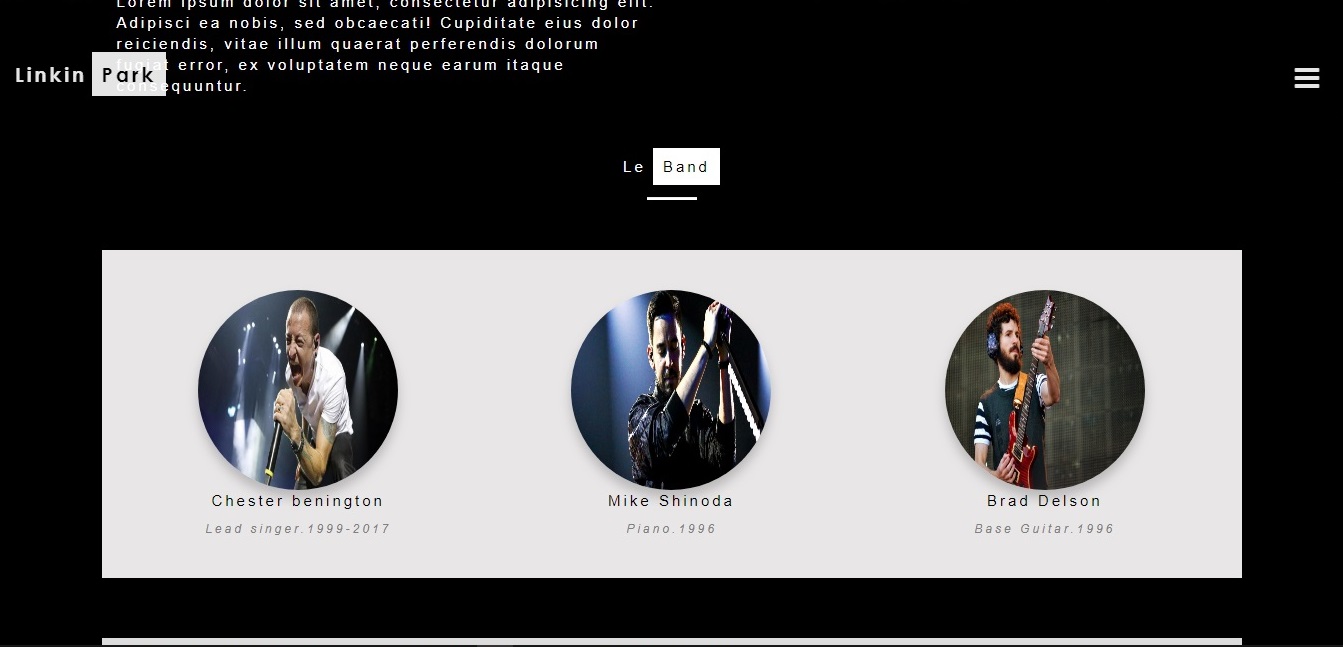 Lorem ipsum dolor sit amet, consectetur adipisicing elit.
Adipisci ea nobis, sed obcaecati! Cupiditate eius dolor
reiciendis, vitae illum quaerat perferendis dolorum
fugiat error, ex voluptatem neque earum itaque
Linkin Park
consequuntur.
Le Band
Chester benington
Mike Shinoda
Brad Delson
Lead singer.1999-2017
Piano.1996
Base Guitar.1996